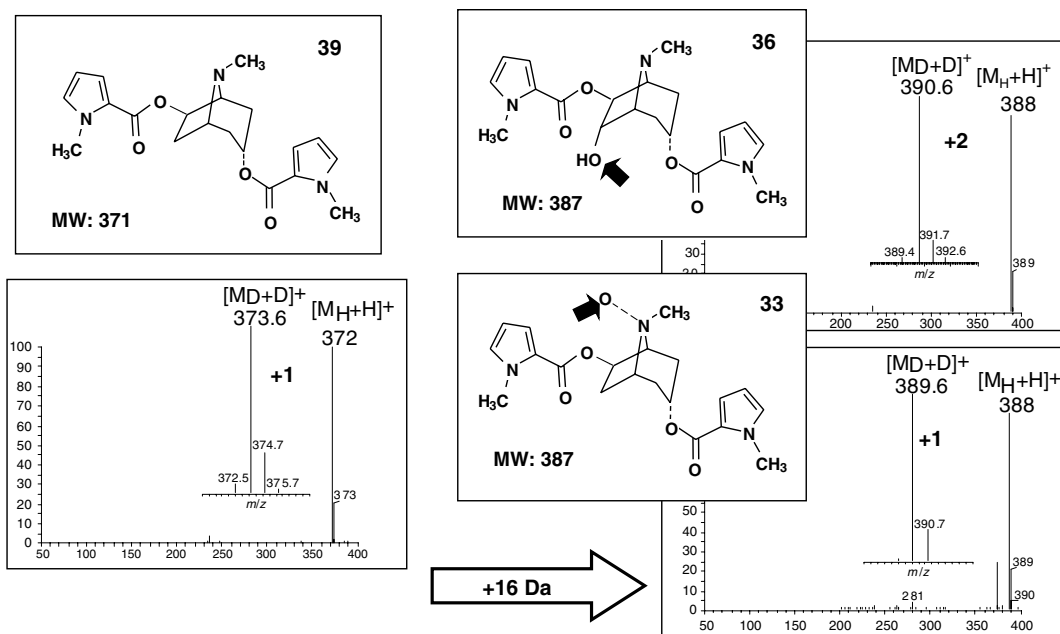 39
N
CH3
O
N
O
H3C
O
N
O
CH3
MW: 371
36
N
CH3
O
N
O
H3C
HO
O
N
O
CH3
MW: 387
[MD+D]+
390.6
[MH+H]+
388
+2
391.7
389.4
392.6
m/z
389
30
20
200 250 300 350 400
33
O
N
CH3
O
N
O
H3C
O
N
O
CH3
MW: 387
[MD+D]+
373.6
[MH+H]+
372
+1
374.7
372.5
375.7
m/z
373
100
90
80
70
60
50
40
30
20
10
0
50 100 150 200 250 300 350 400
[MD+D]+
389.6
[MH+H]+
388
+1
390.7
m/z
389
281
390
50
40
30
20
10
0
50 100 150 200 250 300 350 400
+16 Da